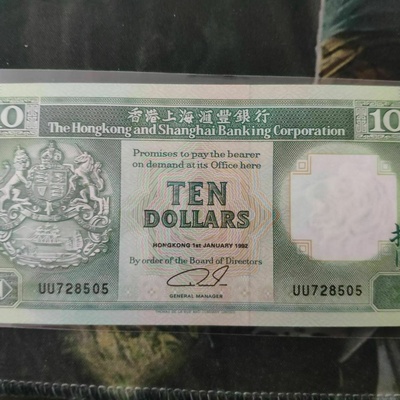 10
香港上海滙豐銀行
10
The Hongkong and Shanghai Banking Corporation
Promises to pay the bearer
on demand at its Office here
TEN
DOLLARS
HONGKONG 1st JANUARY 1992
By order of the Board of Directors
GENERAL MANAGER
UU728505
UU728505